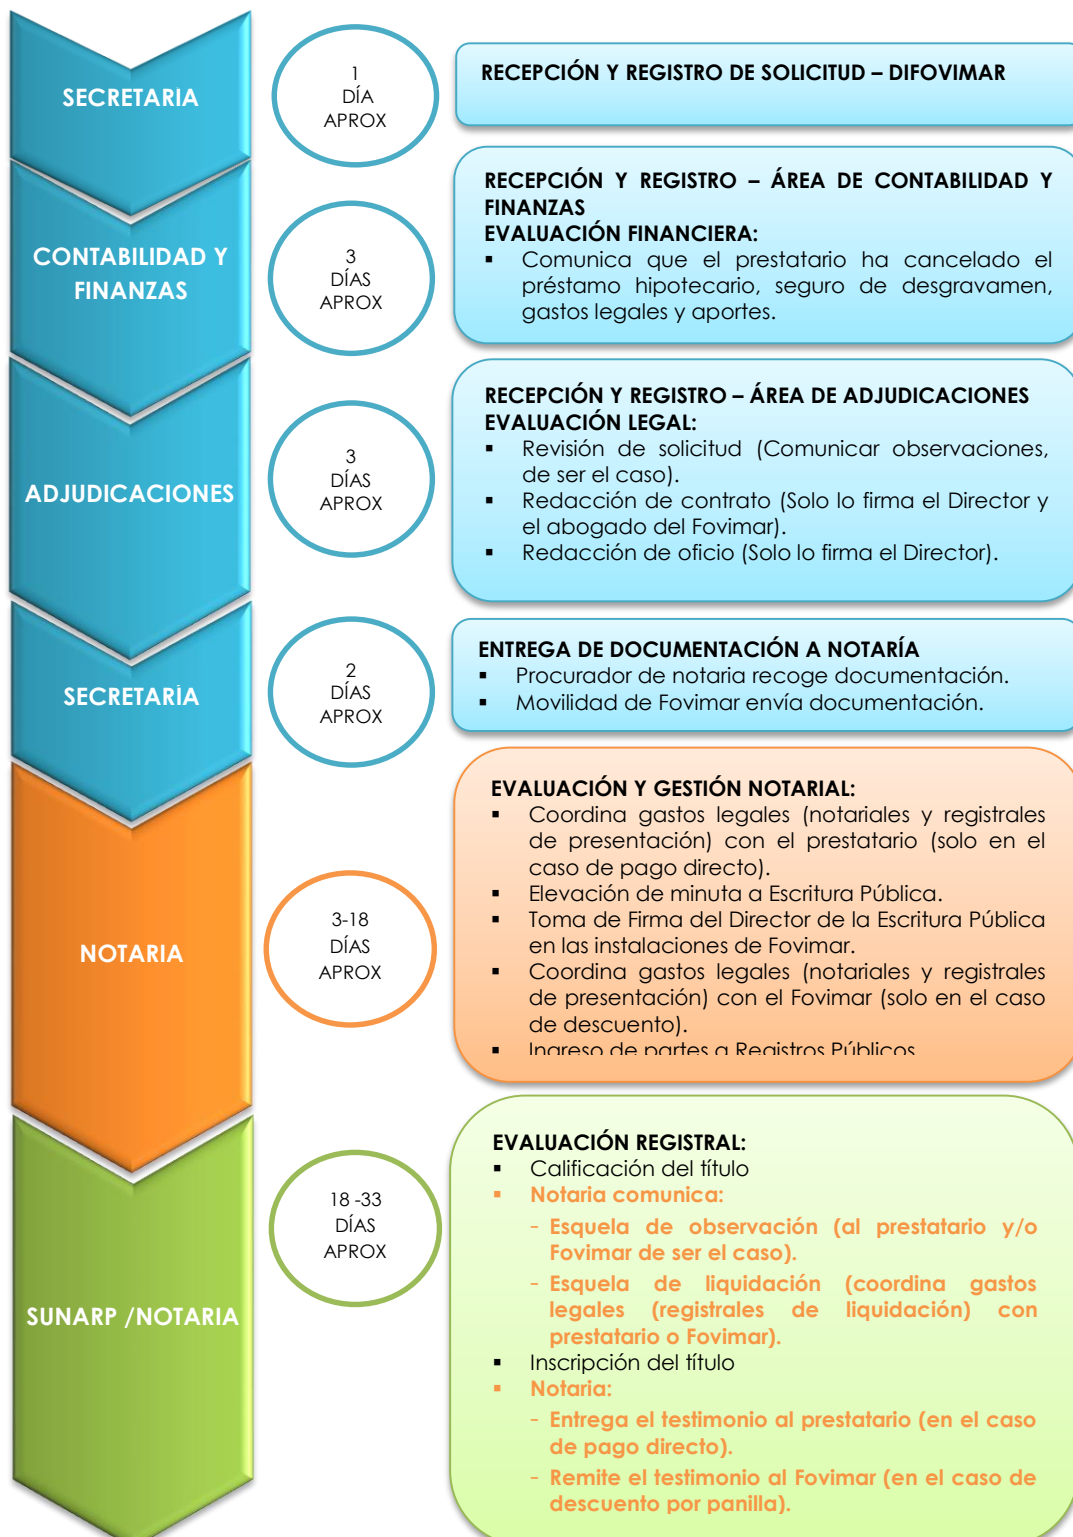 SECRETARIA
1
DÍA
APROX
RECEPCIÓN Y REGISTRO DE SOLICITUD – DIFOVIMAR
CONTABILIDAD Y
FINANZAS
3
DÍAS
APROX
RECEPCIÓN Y REGISTRO – ÁREA DE CONTABILIDAD Y
FINANZAS
EVALUACIÓN FINANCIERA:
▪ Comunica que el prestatario ha cancelado el
préstamo hipotecario, seguro de desgravamen,
gastos legales y aportes.
ADJUDICACIONES
3
DÍAS
APROX
RECEPCIÓN Y REGISTRO – ÁREA DE ADJUDICACIONES
EVALUACIÓN LEGAL:
▪ Revisión de solicitud (Comunicar observaciones,
de ser el caso).
▪ Redacción de contrato (Solo lo firma el Director y
el abogado del Fovimar).
▪ Redacción de oficio (Solo lo firma el Director).
SECRETARÍA
2
DÍAS
APROX
ENTREGA DE DOCUMENTACIÓN A NOTARÍA
▪ Procurador de notaria recoge documentación.
▪ Movilidad de Fovimar envía documentación.
NOTARIA
3-18
DÍAS
APROX
EVALUACIÓN Y GESTIÓN NOTARIAL:
▪ Coordina gastos legales (notariales y registrales
de presentación) con el prestatario (solo en el
caso de pago directo).
▪ Elevación de minuta a Escritura Pública.
▪ Toma de Firma del Director de la Escritura Pública
en las instalaciones de Fovimar.
▪ Coordina gastos legales (notariales y registrales
de presentación) con el Fovimar (solo en el caso
de descuento).
▪ Ingreso de partes a Registros Públicos
SUNARP /NOTARIA
18 -33
DÍAS
APROX
EVALUACIÓN REGISTRAL:
▪ Calificación del título
▪ Notaria comunica:
- Esquela de observación (al prestatario y/o
Fovimar de ser el caso).
- Esquela de liquidación (coordina gastos
legales (registrales de liquidación) con
prestatario o Fovimar).
▪ Inscripción del título
▪ Notaria:
- Entrega el testimonio al prestatario (en el caso
de pago directo).
- Remite el testimonio al Fovimar (en el caso de
descuento por panilla).